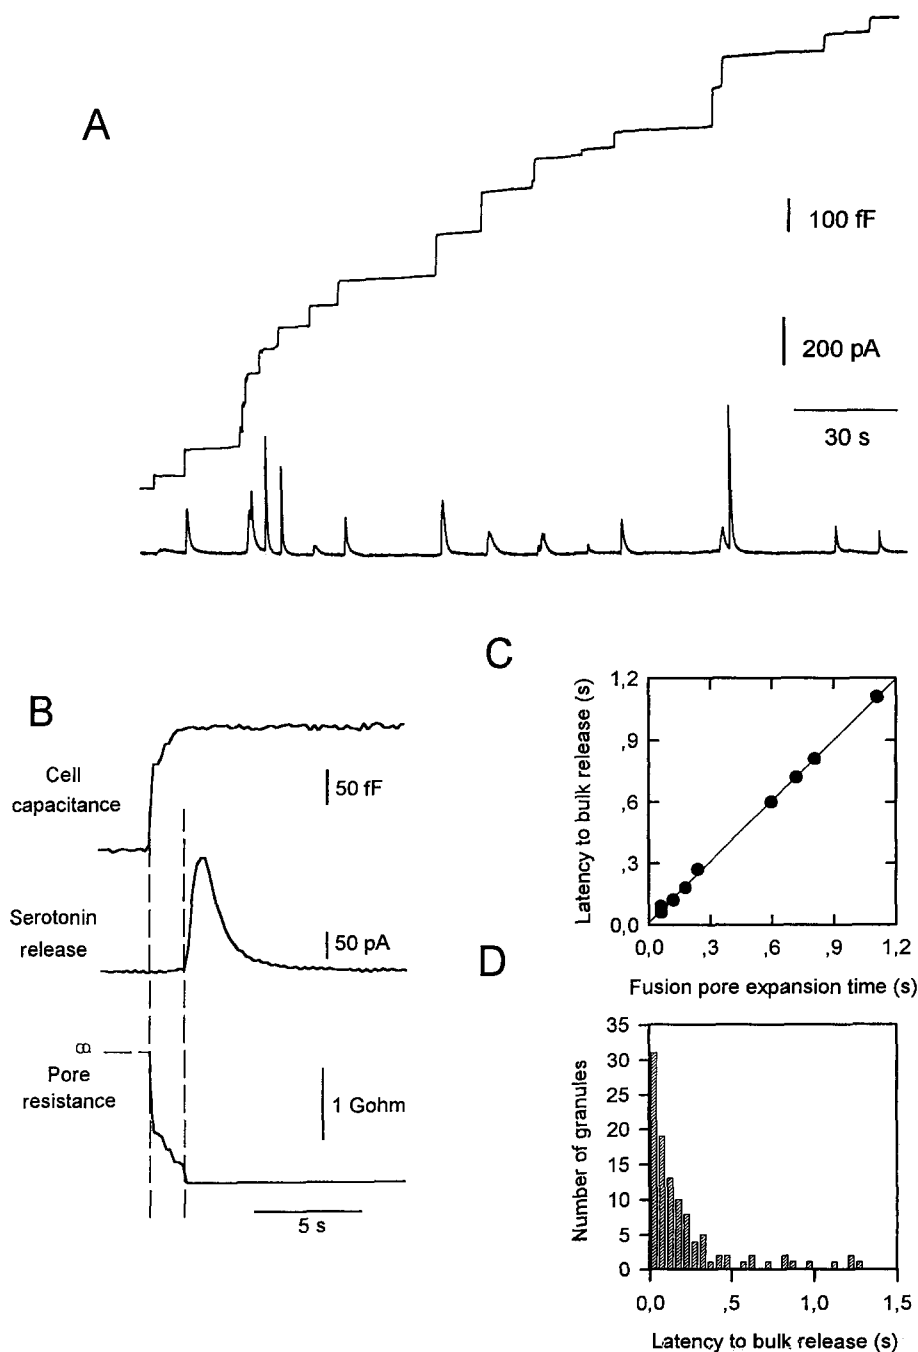 A
100 fF
200 pA
30 s
B
Cell
capacitance
50 fF
Serotonin
release
50 pA
∞
Pore
resistance
1 Gohm
5 s
C
Latency to bulk release (s)
1,2
,9
,6
,3
0,0
0,0 ,3 ,6 ,9 1,2
Fusion pore expansion time (s)
D
Number of granules
35
30
25
20
15
10
5
0
0,0 ,5 1,0 1,5
Latency to bulk release (s)